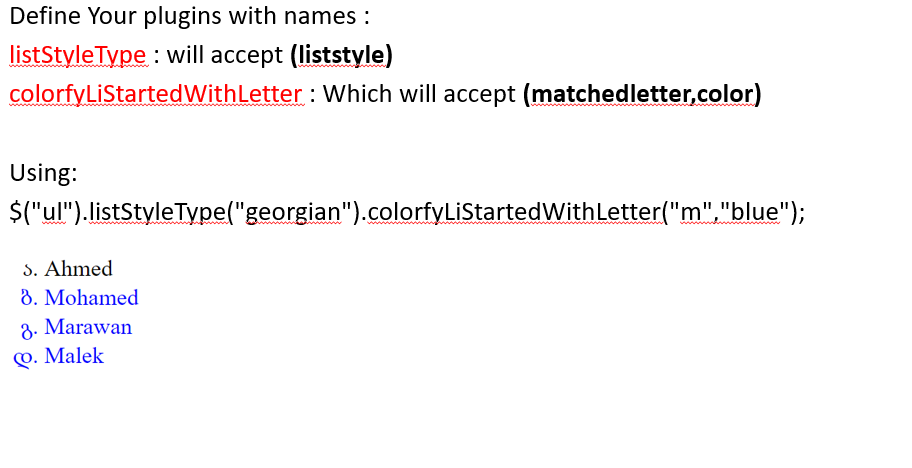 Define Your plugins with names :
listStyleType : will accept (liststyle)
colorfyLiStartedWithLetter : Which will accept (matchedletter,color)
Using:
$("ul").listStyleType("georgian").colorfyLiStartedWithLetter("m","blue");
ა. Ahmed
ბ. Mohamed
გ. Marawan
დ. Malek